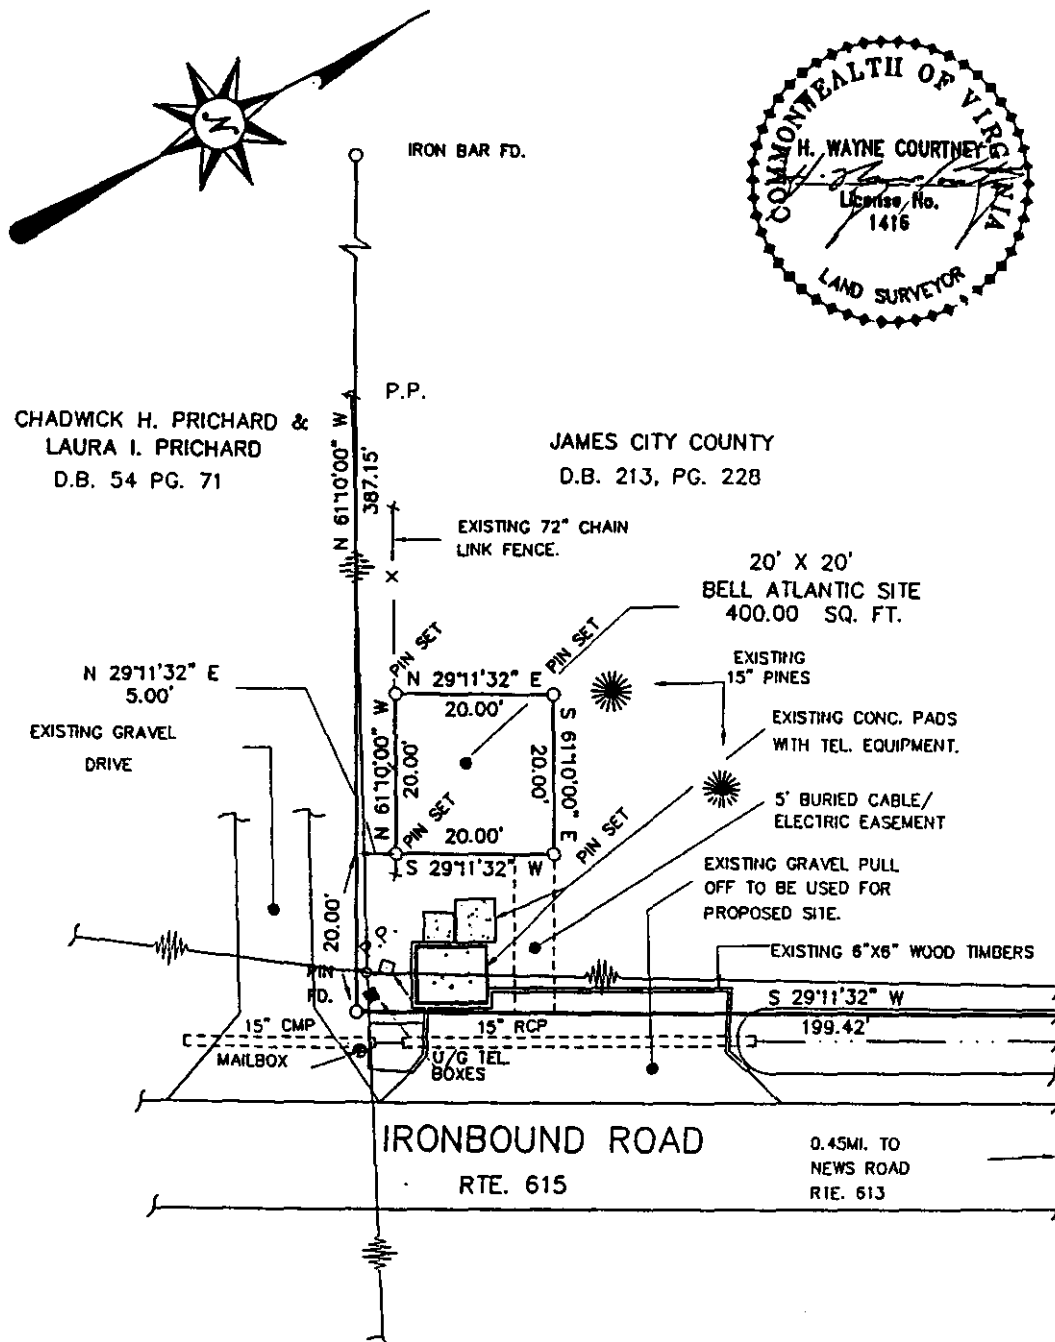 N
IRON BAR FD.
COMMONWEALTH OF VIRGINIA
H. WAYNE COURTNEY
License No.
1416
LAND SURVEYOR
P.P.
CHADWICK H. PRICHARD &
LAURA I. PRICHARD
D.B. 54 PG. 71
JAMES CITY COUNTY
D.B. 213, PG. 228
N 61°10'00" W
387.15'
EXISTING 72" CHAIN
LINK FENCE.
X
20' X 20'
BELL ATLANTIC SITE
400.00 SQ. FT.
PIN SET
PIN SET
N 29°11'32" E
5.00'
N 29°11'32" E
20.00'
EXISTING
15" PINES
EXISTING GRAVEL
DRIVE
N 61°10'00" W
20.00'
S 61°10'00" E
20.00'
EXISTING CONC. PADS
WITH TEL. EQUIPMENT.
PIN SET
20.00'
S 29°11'32" W
PIN SET
5' BURIED CABLE/
ELECTRIC EASEMENT
EXISTING GRAVEL PULL
OFF TO BE USED FOR
PROPOSED SITE.
20.00'
P.P.
PIN
FD.
EXISTING 6"X6" WOOD TIMBERS
S 29°11'32" W
199.42'
15" CMP
15" RCP
MAILBOX
U/G TEL.
BOXES
IRONBOUND ROAD
RTE. 615
0.45MI. TO
NEWS ROAD
RTE. 613